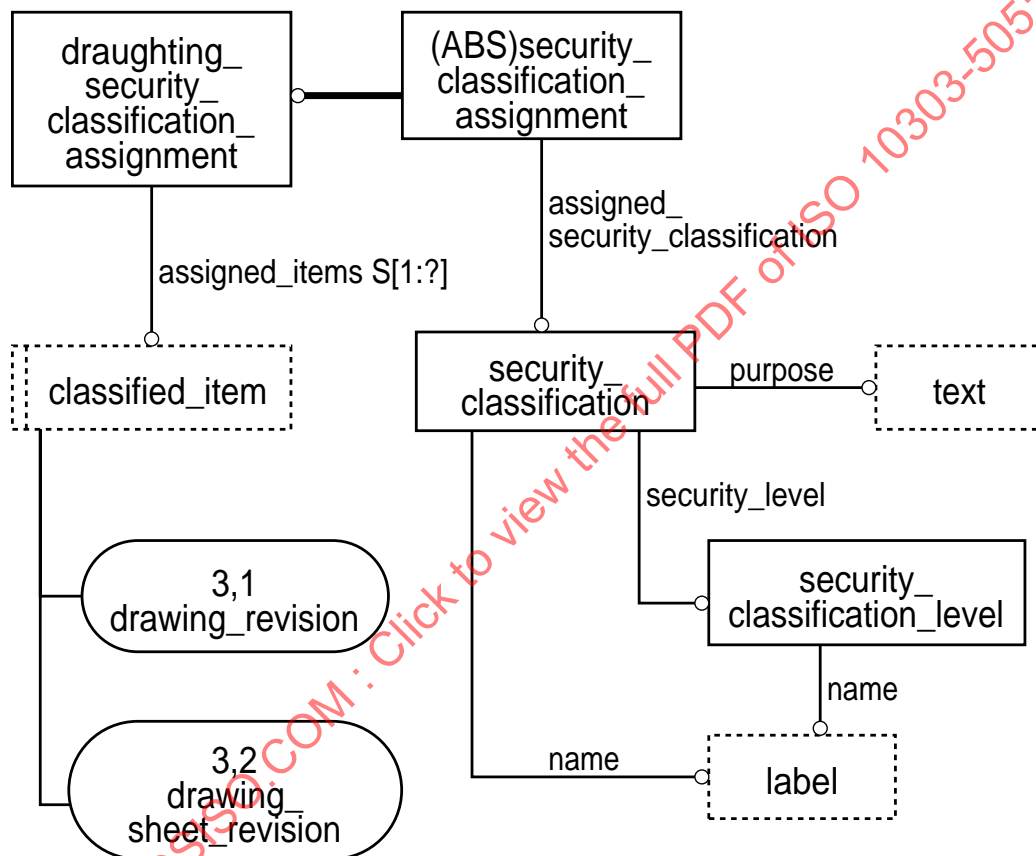 draughting_
security_
classification_
assignment
(ABS)security_
classification_
assignment
assigned_
security_classification
assigned_items S[1:?]
classified_item
security_
classification
purpose
text
security_level
3,1
drawing_revision
security_
classification_level
name
3,2
drawing_
sheet_revision
name
label
SISO.COM : Click to view the full PDF of ISO 10303-505